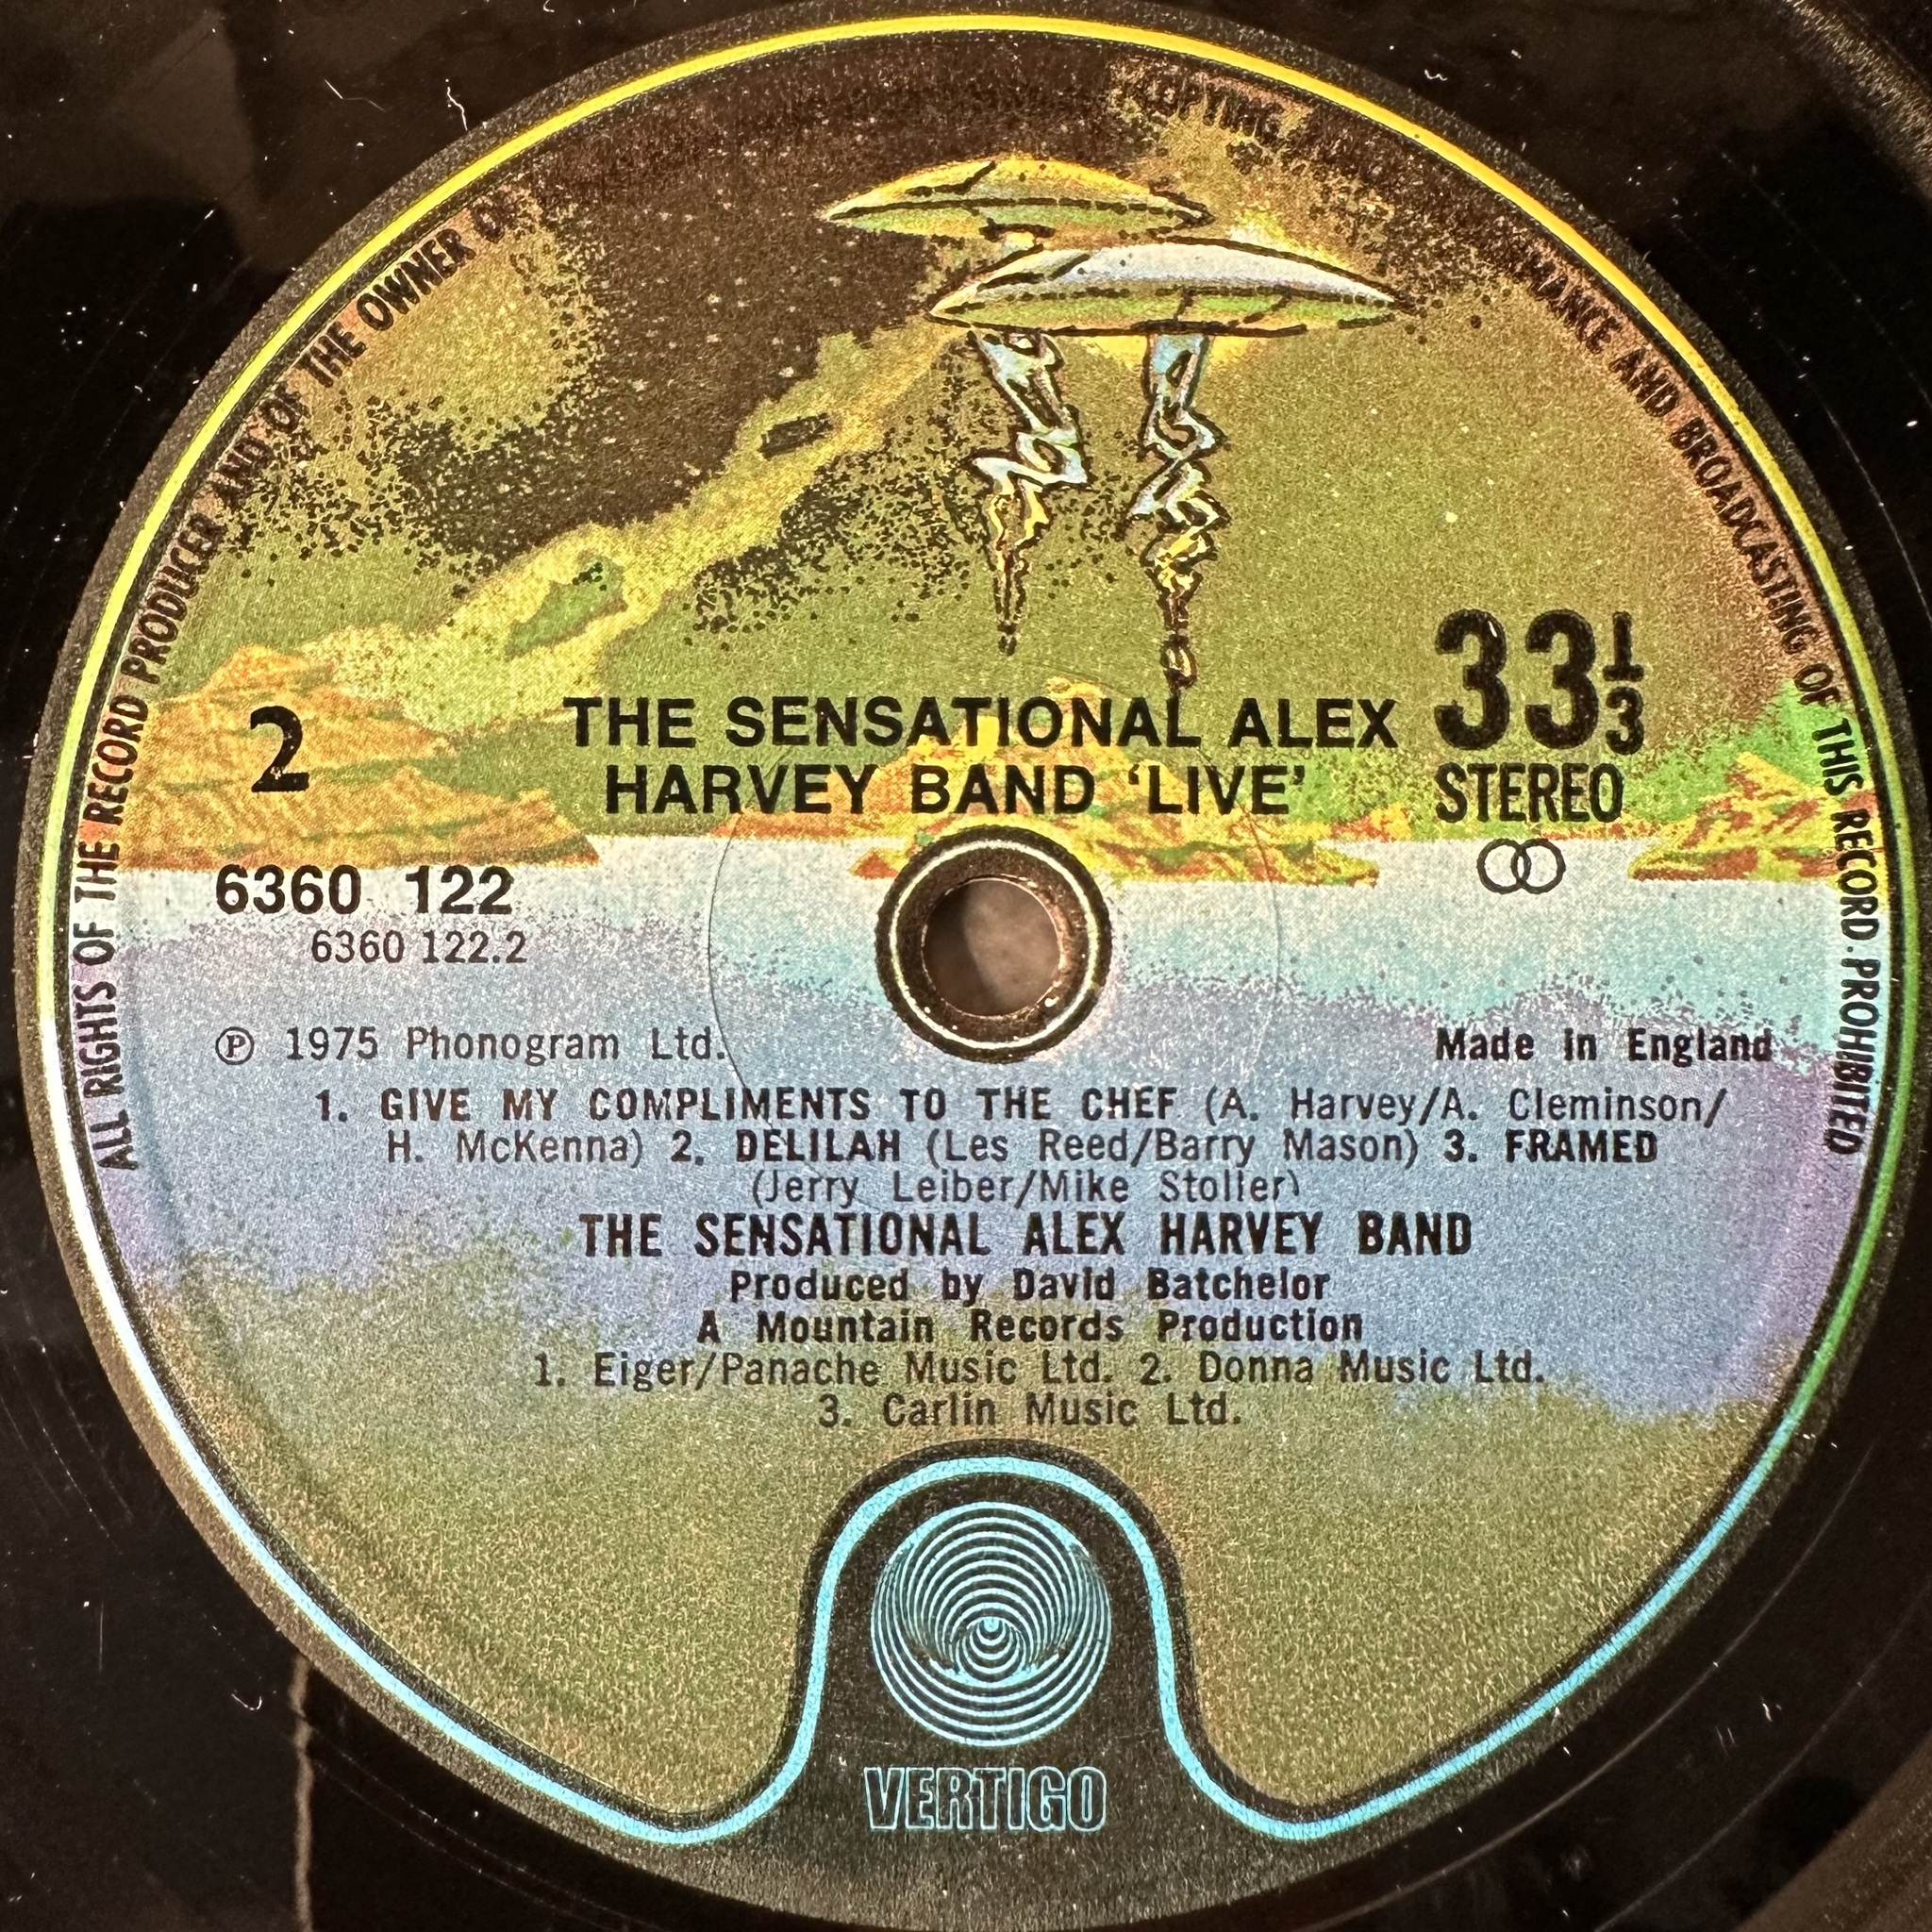 ALL RIGHTS OF THE RECORD PRODUCER AND OF THE OWNER OF
COPYING
AND BROADCASTING OF THIS RECORD PROHIBITED
THE SENSATIONAL ALEX
HARVEY BAND ‘LIVE’
33⅓
STEREO
2
6360 122
6360 122.2
℗ 1975 Phonogram Ltd.
Made in England
1. GIVE MY COMPLIMENTS TO THE CHEF (A. Harvey/A. Cleminson/
H. McKenna) 2. DELILAH (Les Reed/Barry Mason) 3. FRAMED
(Jerry Leiber/Mike Stoller)
THE SENSATIONAL ALEX HARVEY BAND
Produced by David Batchelor
A Mountain Records Production
1. Eiger/Panache Music Ltd. 2. Donna Music Ltd.
3. Carlin Music Ltd.
VERTIGO